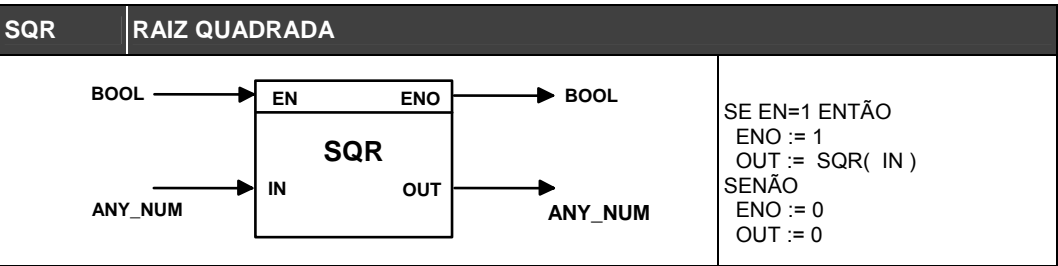 SQR RAIZ QUADRADA
BOOL EN ENO BOOL
SQR
IN OUT
ANY_NUM ANY_NUM
SE EN=1 ENTÃO
ENO := 1
OUT := SQR( IN )
SENÃO
ENO := 0
OUT := 0